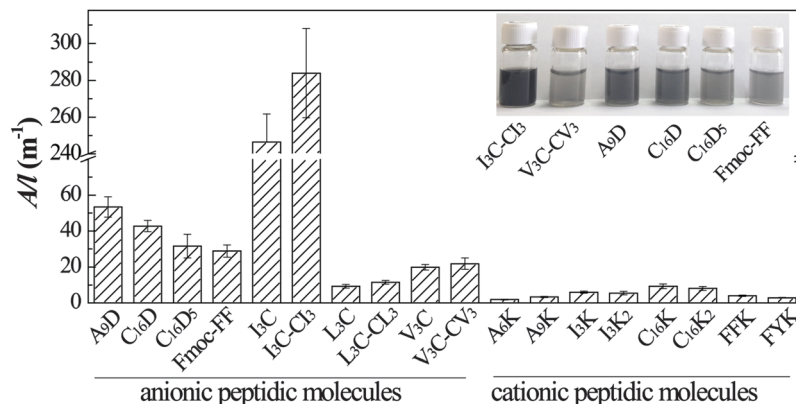 A/l (m⁻¹)
300
280
260
240
60
40
20
0
I₃C-CI₃
V₃C-CV₃
A₉D
C₁₆D
C₁₆D₅
Fmoc-FF
A₉D
C₁₆D
C₁₆D₅
Fmoc-FF
I₃C
I₃C-CI₃
L₃C
L₃C-CL₃
V₃C
V₃C-CV₃
A₆K
A₉K
I₃K
I₃K₂
C₁₆K
C₁₆K₂
FFK
FYK
anionic peptidic molecules
cationic peptidic molecules